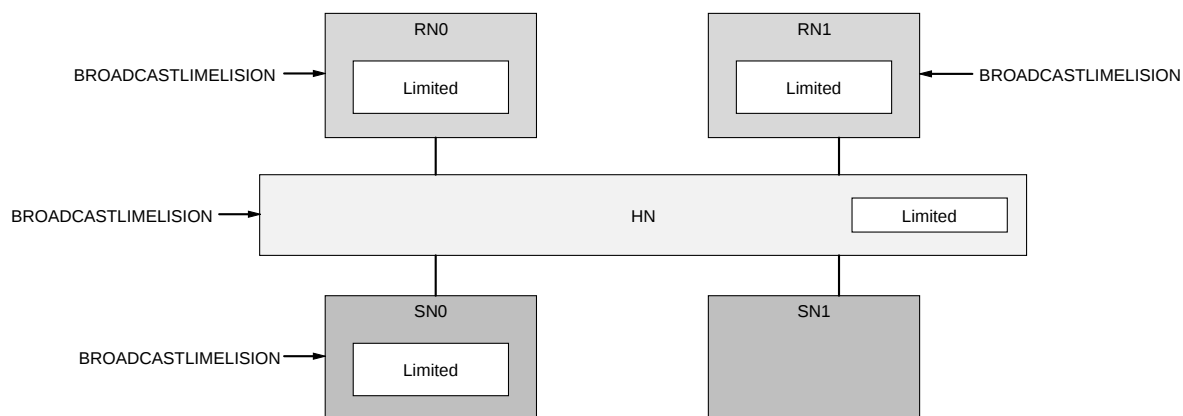 RN0
RN1
BROADCASTLIMELISION
Limited
Limited
BROADCASTLIMELISION
BROADCASTLIMELISION
HN
Limited
SN0
SN1
BROADCASTLIMELISION
Limited